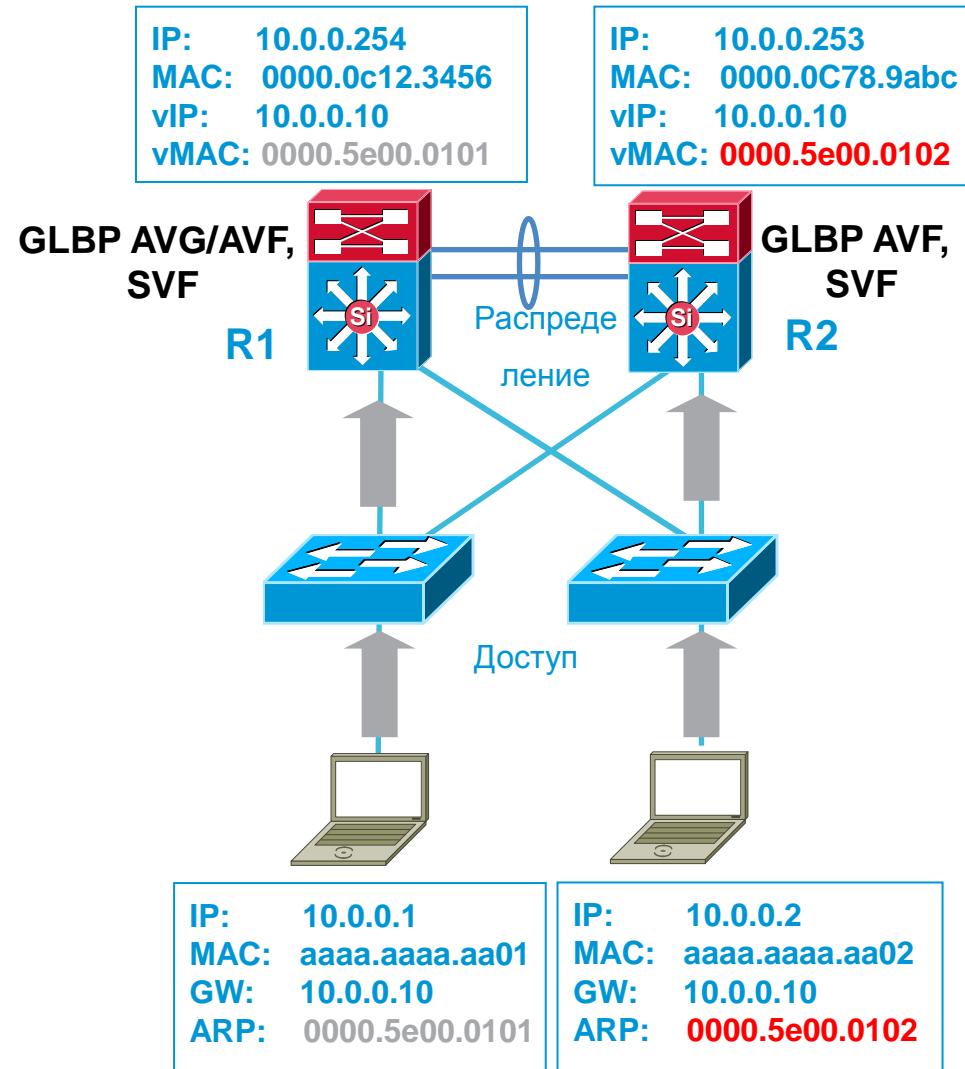 IP: 10.0.0.254
MAC: 0000.0c12.3456
vIP: 10.0.0.10
vMAC: 0000.5e00.0101
IP: 10.0.0.253
MAC: 0000.0C78.9abc
vIP: 10.0.0.10
vMAC: 0000.5e00.0102
GLBP AVG/AVF,
SVF
R1
Si
Распреде
ление
Si
GLBP AVF,
SVF
R2
Доступ
IP: 10.0.0.1
MAC: aaaa.aaaa.aa01
GW: 10.0.0.10
ARP: 0000.5e00.0101
IP: 10.0.0.2
MAC: aaaa.aaaa.aa02
GW: 10.0.0.10
ARP: 0000.5e00.0102